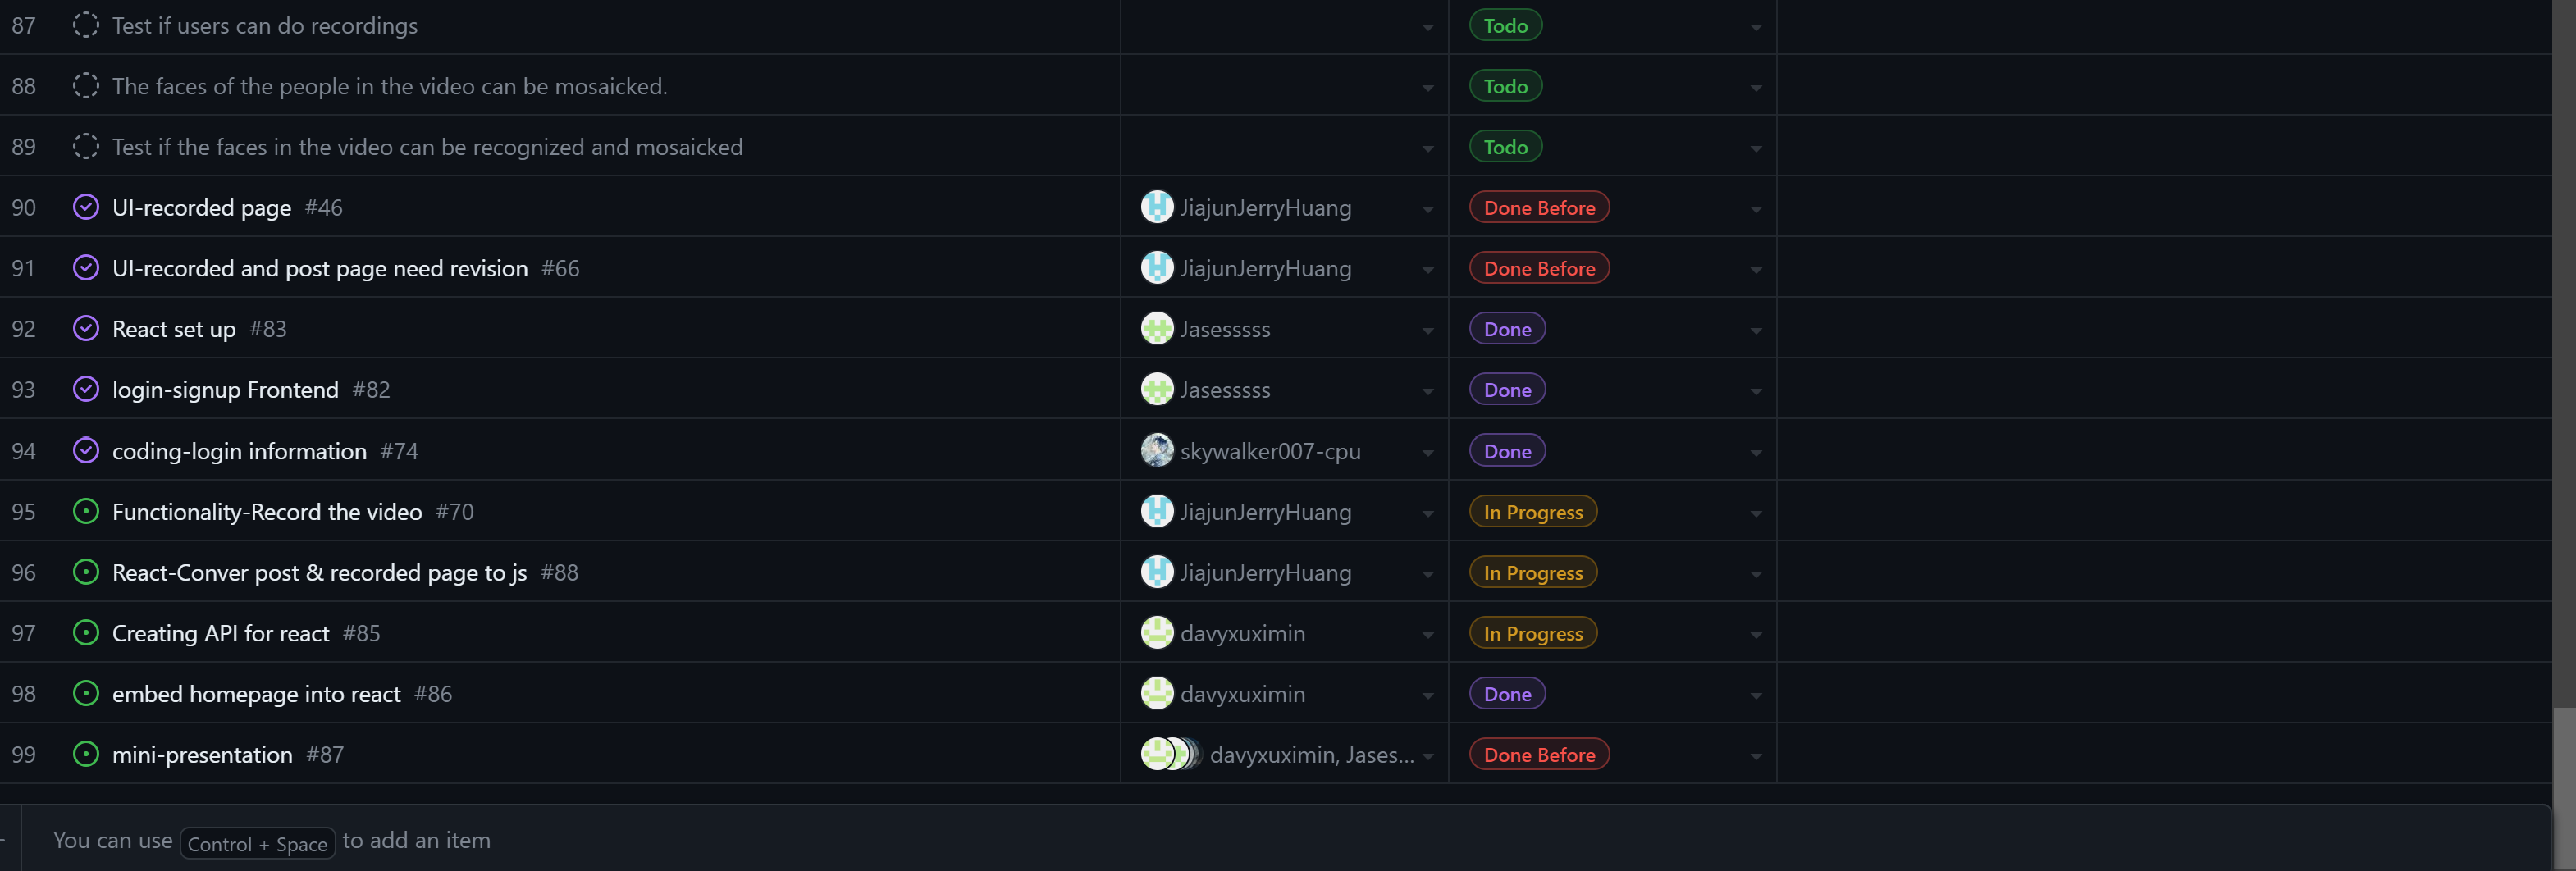 87 Test if users can do recordings Todo
88 The faces of the people in the video can be mosaicked. Todo
89 Test if the faces in the video can be recognized and mosaicked Todo
90 UI-recorded page #46 JiajunJerryHuang Done Before
91 UI-recorded and post page need revision #66 JiajunJerryHuang Done Before
92 React set up #83 Jasesssss Done
93 login-signup Frontend #82 Jasesssss Done
94 coding-login information #74 skywalker007-cpu Done
95 Functionality-Record the video #70 JiajunJerryHuang In Progress
96 React-Conver post & recorded page to js #88 JiajunJerryHuang In Progress
97 Creating API for react #85 davyxuximin In Progress
98 embed homepage into react #86 davyxuximin Done
99 mini-presentation #87 davyxuximin, Jases... Done Before
You can use Control + Space to add an item